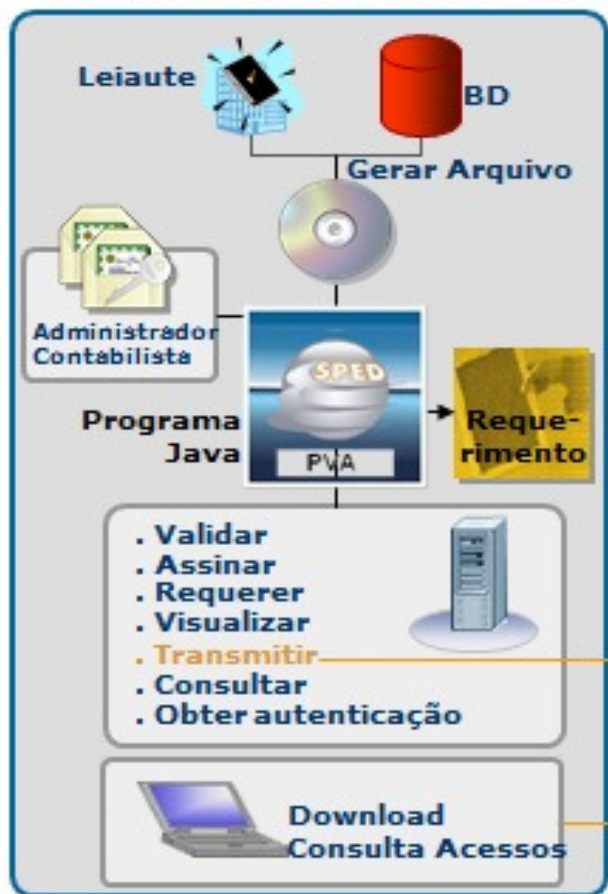 Leiaute
BD
Gerar Arquivo
Administrador
Contabilista
SPED
Programa
Java
PVA
Reque-
rimento
. Validar
. Assinar
. Requerer
. Visualizar
. Transmitir
. Consultar
. Obter autenticação
Download
Consulta Acessos